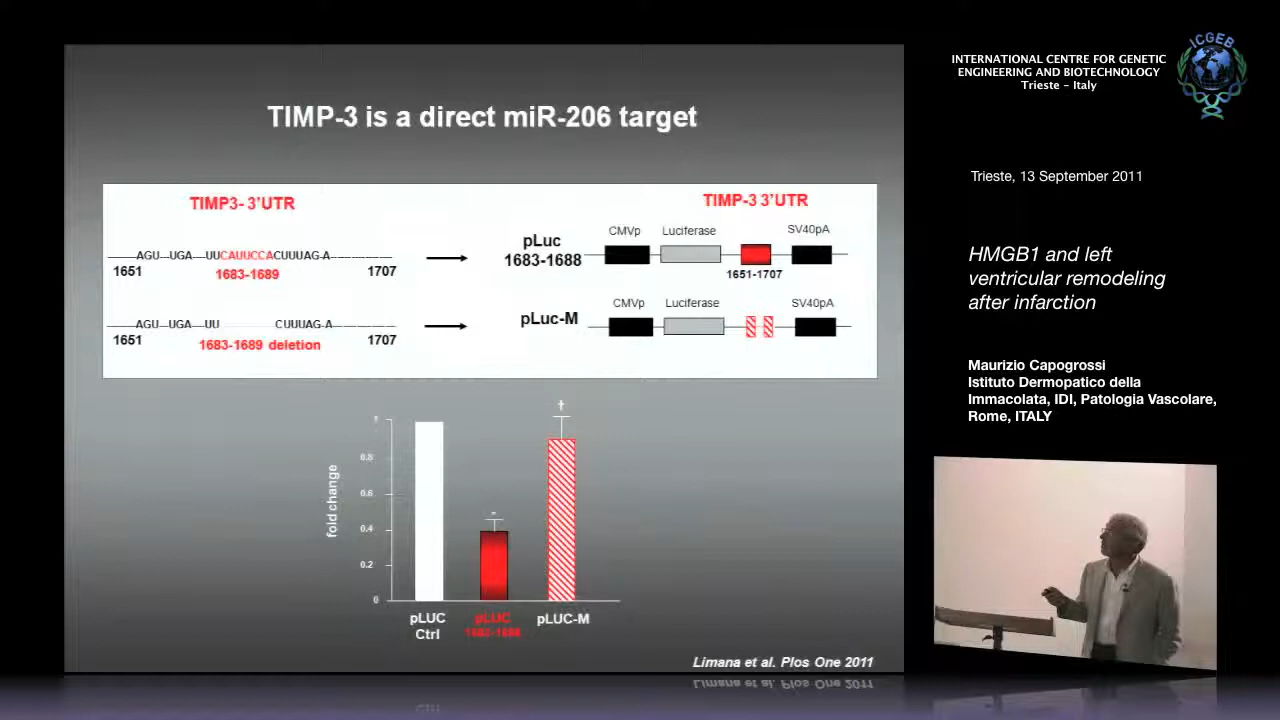 TIMP-3 is a direct miR-206 target
TIMP3- 3'UTR
AGU--UGA---UUCAUUCCACUUUAG-A
1651
1683-1689
1707
AGU--UGA UU CUUUAG-A
1651
1683-1689 deletion
1707
TIMP-3 3'UTR
pLuc
1683-1688
CMVp
Luciferase
SV40pA
1651-1707
pLuc-M
CMVp
Luciferase
SV40pA
fold change
1
0.8
0.6
0.4
0.2
0
†
pLUC
Ctrl
pLUC
1683-1688
pLUC-M
Limana et al. Plos One 2011
ICGEB
INTERNATIONAL CENTRE FOR GENETIC
ENGINEERING AND BIOTECHNOLOGY
Trieste - Italy
Trieste, 13 September 2011
HMGB1 and left
ventricular remodeling
after infarction
Maurizio Capogrossi
Istituto Dermopatico della
Immacolata, IDI, Patologia Vascolare,
Rome, ITALY